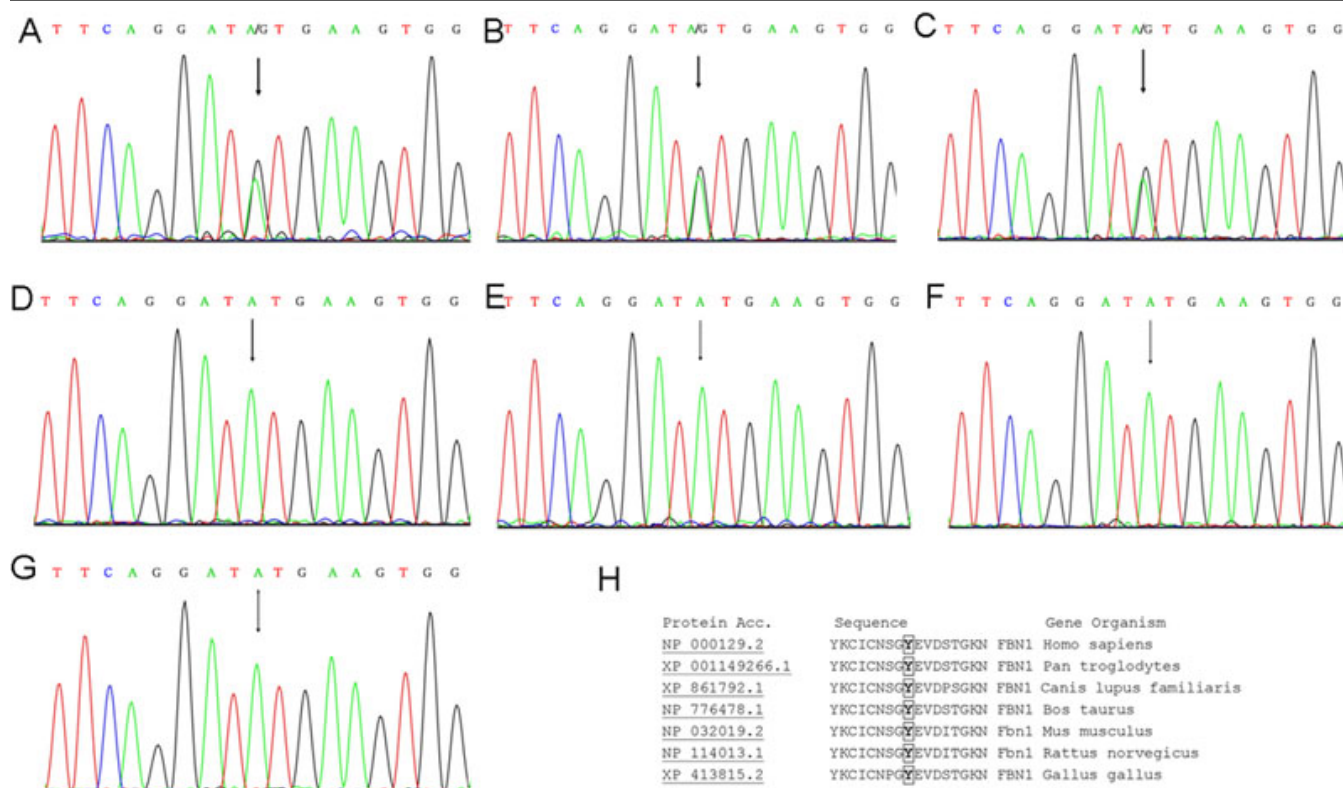 A T T C A G G A T A/G T G A A G T G G
B T T C A G G A T A/G T G A A G T G G
C T T C A G G A T A/G T G A A G T G G
D T T C A G G A T A T G A A G T G G
E T T C A G G A T A T G A A G T G G
F T T C A G G A T A T G A A G T G G
G T T C A G G A T A T G A A G T G G
H
Protein Acc. Sequence Gene Organism
NP 000129.2 YKCICNSGYEVDSTGKN FBN1 Homo sapiens
XP 001149266.1 YKCICNSGYEVDSTGKN FBN1 Pan troglodytes
XP 861792.1 YKCICNSGYEVDPSGKN FBN1 Canis lupus familiaris
NP 776478.1 YKCICNSGYEVDSTGKN FBN1 Bos taurus
NP 032019.2 YKCICNSGYEVDITGKN Fbn1 Mus musculus
NP 114013.1 YKCICNSGYEVDITGKN Fbn1 Rattus norvegicus
XP 413815.2 YKCICNPGYEVDSTGKN FBN1 Gallus gallus